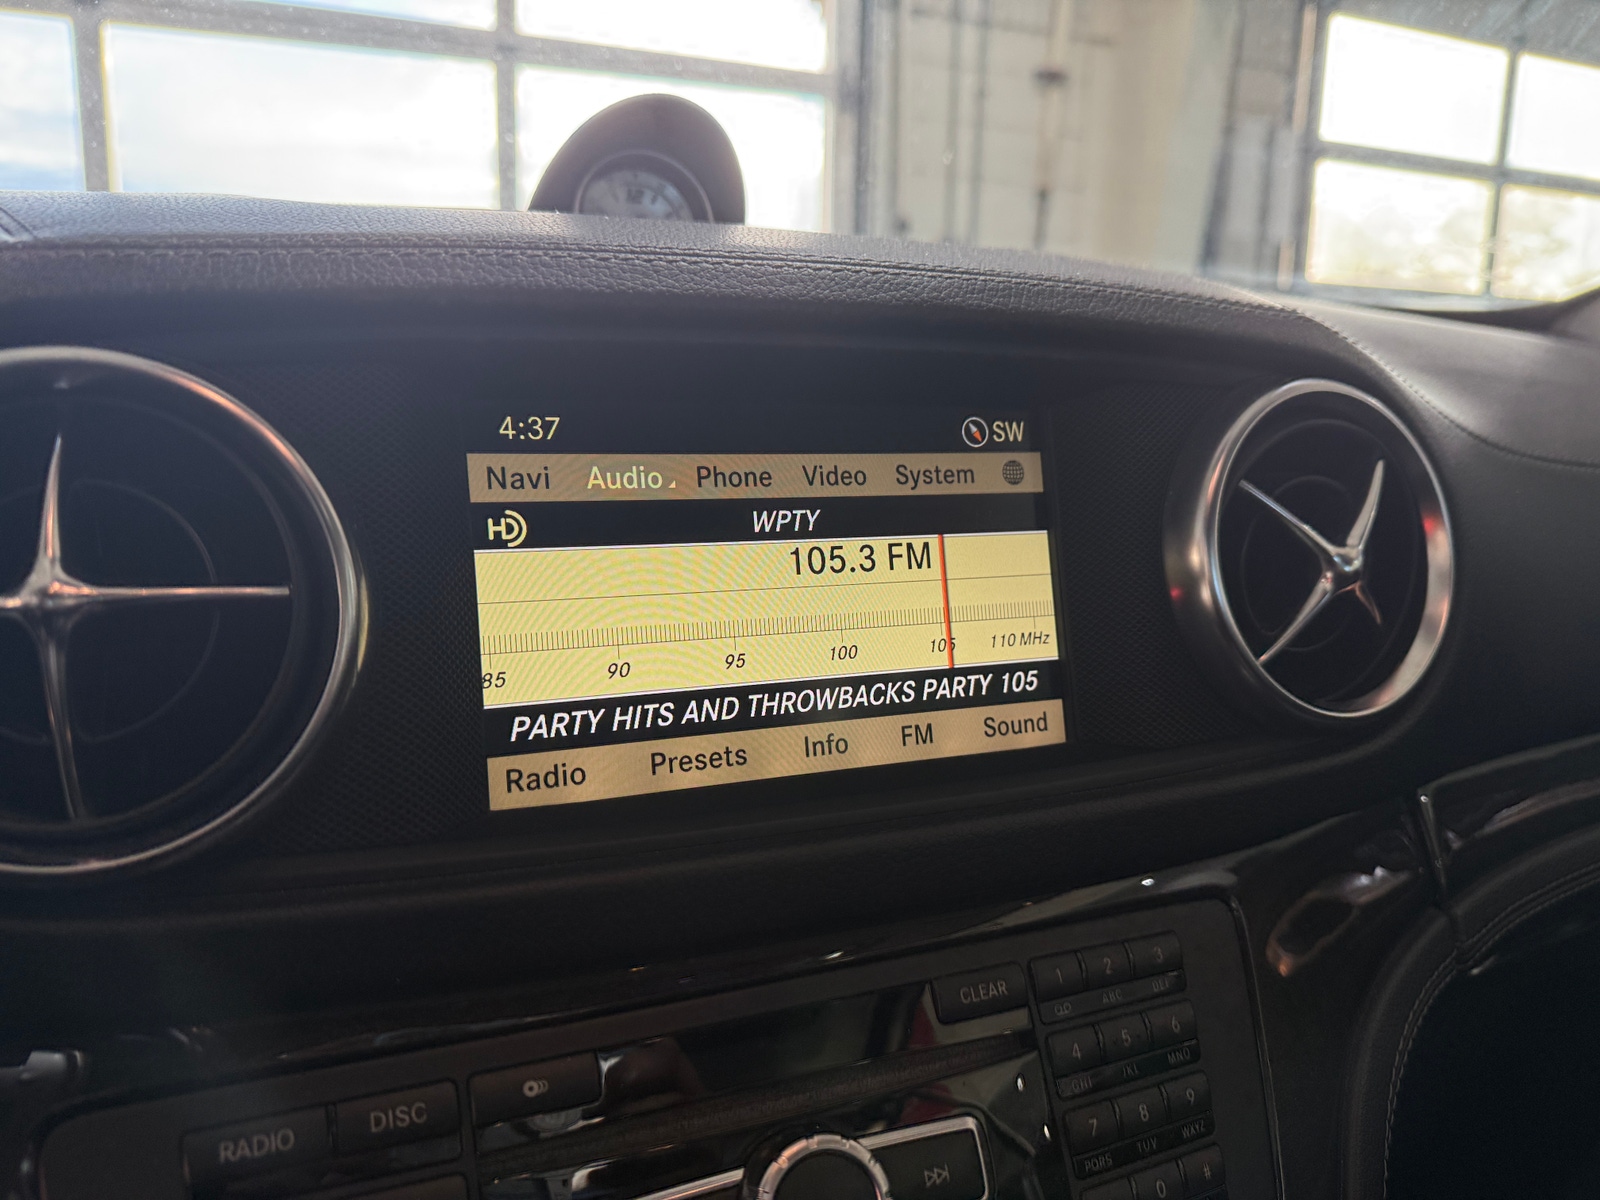 4:37 SW
Navi Audio Phone Video System
HD WPTY
105.3 FM
85 90 95 100 105 110 MHz
PARTY HITS AND THROWBACKS PARTY 105
Radio Presets Info FM Sound
CLEAR 1 2 3
ABC DEF
4 5 6
GHI JKL MNO
RADIO DISC
7 8 9
PQRS TUV WXYZ
0 #